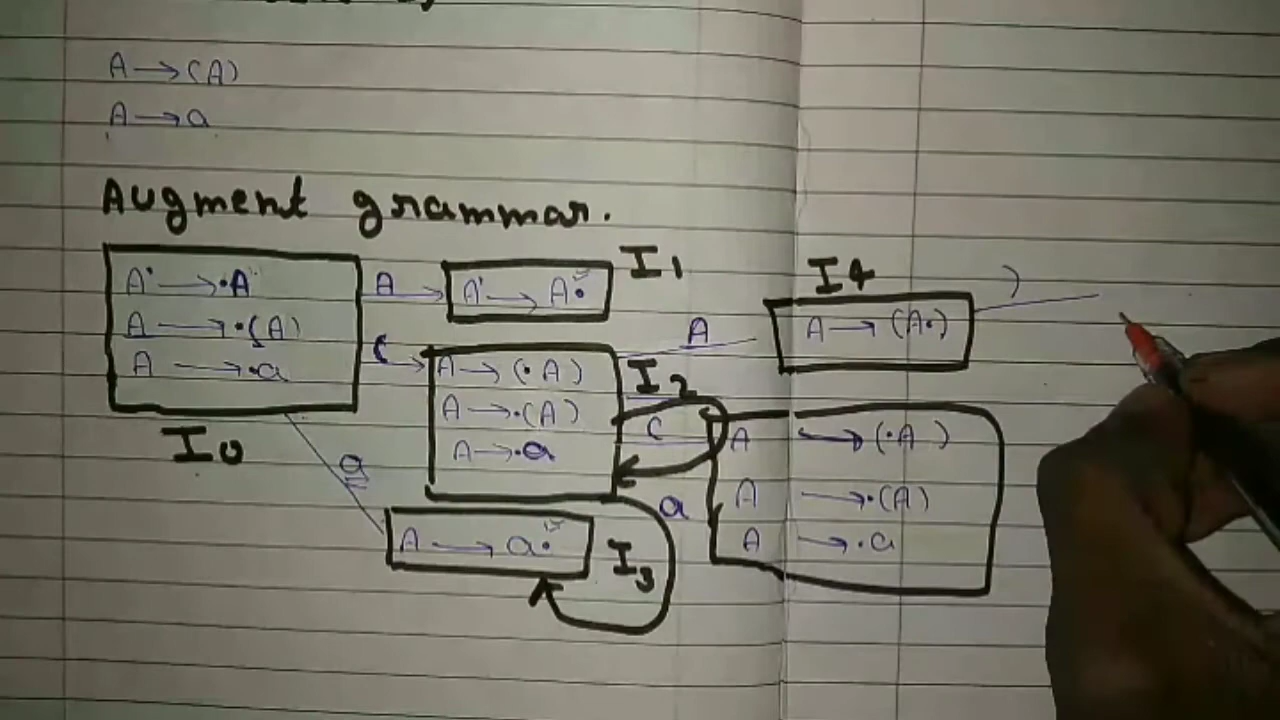 A → (A)
A → a
Augment grammar.
A' → •A
A → •(A)
A → •a
I0
A
A' → A•
I1
(
A → (•A)
A → •(A)
A → •a
I2
A
I4
A → (A•)
)
(
A → (•A)
A → •(A)
A → •a
a
a
A → a•
I3